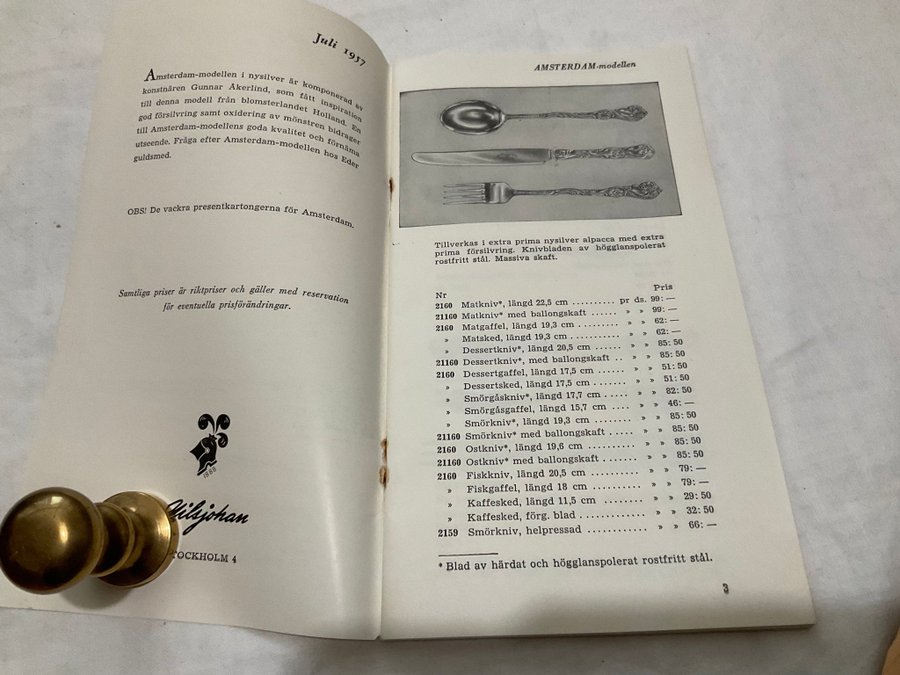 Juli 1957
Amsterdam-modellen i nysilver är komponerad av
konstnären Gunnar Åkerlind, som fått inspiration
till denna modell från blomsterlandet Holland. En
god försilvring samt oxidering av mönstren bidrager
till Amsterdam-modellens goda kvalitet och förnäma
utseende. Fråga efter Amsterdam-modellen hos Eder
guldsmed.
OBS! De vackra presentkartongerna för Amsterdam.
Samtliga priser är riktpriser och gäller med reservation
för eventuella prisförändringar.
1888
Nilsjohan
STOCKHOLM 4
AMSTERDAM-modellen
Tillverkas i extra prima nysilver alpacca med extra
prima försilvring. Knivbladen av högglanspolerat
rostfritt stål. Massiva skaft.
Nr Pris
2160 Matkniv*, längd 22,5 cm .......... pr ds. 99: —
21160 Matkniv* med ballongskaft ...... » » 99: —
2160 Matgaffel, längd 19,3 cm ......... » » 62: —
» Matsked, längd 19,3 cm ........... » » 62: —
» Dessertkniv*, längd 20,5 cm ...... » » 85: 50
21160 Dessertkniv*, med ballongskaft .. » » 85: 50
2160 Dessertgaffel, längd 17,5 cm ...... » » 51: 50
» Dessertsked, längd 17,5 cm ....... » » 51: 50
» Smörgåskniv*, längd 17,7 cm ..... » » 82: 50
» Smörgåsgaffel, längd 15,7 cm .... » » 46: —
» Smörkniv*, längd 19,3 cm ........ » » 85: 50
21160 Smörkniv* med ballongskaft ..... » » 85: 50
2160 Ostkniv*, längd 19,6 cm .......... » » 85: 50
21160 Ostkniv* med ballongskaft ....... » » 85: 50
2160 Fiskkniv, längd 20,5 cm .......... » » 79: —
» Fiskgaffel, längd 18 cm .......... » » 79: —
» Kaffesked, längd 11,5 cm ........ » » 29: 50
» Kaffesked, förg. blad ............ » » 32: 50
2159 Smörkniv, helpressad ............ » » 66: —
* Blad av härdat och högglanspolerat rostfritt stål.
3